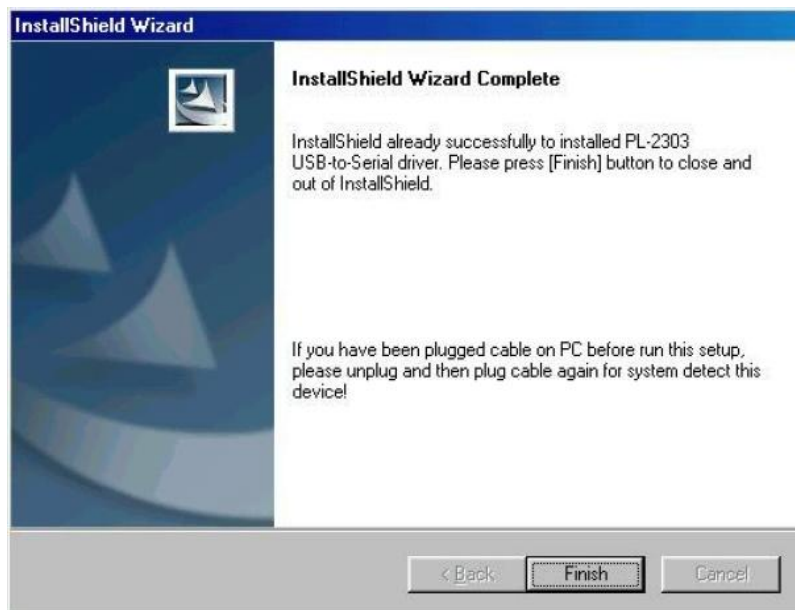 InstallShield Wizard
InstallShield Wizard Complete
InstallShield already successfully to installed PL-2303
USB-to-Serial driver. Please press [Finish] button to close and
out of InstallShield.
If you have been plugged cable on PC before run this setup,
please unplug and then plug cable again for system detect this
device!
< Back
Finish
Cancel